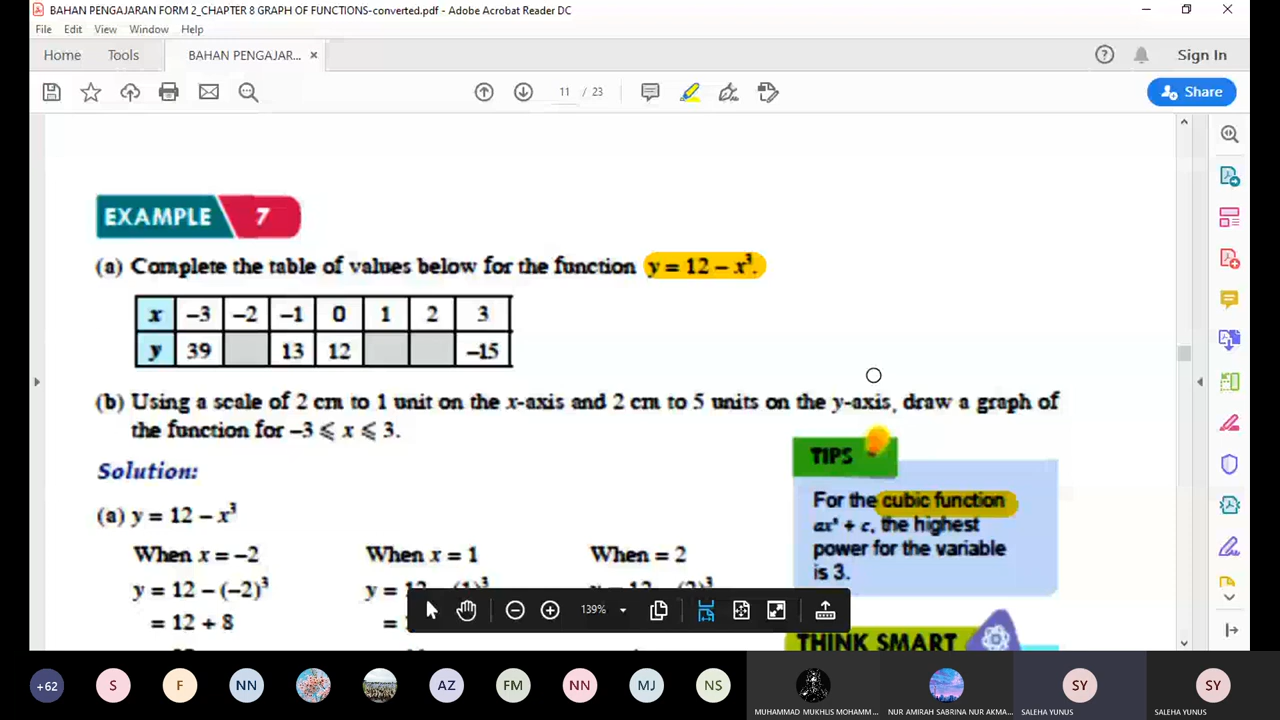 BAHAN PENGAJARAN FORM 2_CHAPTER 8 GRAPH OF FUNCTIONS-converted.pdf - Adobe Acrobat Reader DC
File Edit View Window Help
Home Tools BAHAN PENGAJAR... × Sign In
11 / 23 Share
EXAMPLE 7
(a) Complete the table of values below for the function y = 12 – x³.
x –3 –2 –1 0 1 2 3
y 39 13 12 –15
(b) Using a scale of 2 cm to 1 unit on the x-axis and 2 cm to 5 units on the y-axis, draw a graph of
the function for –3 ⩽ x ⩽ 3.
Solution:
TIPS
For the cubic function
ax³ + c, the highest
power for the variable
is 3.
(a) y = 12 – x³
When x = –2 When x = 1 When = 2
y = 12 – (–2)³ y = 12 – (1)³ y = 12 – (2)³
= 12 + 8 =
139%
THINK SMART
+62 S F NN AZ FM NN MJ NS SY SY
MUHAMMAD MUKHLIS MOHAMM... NUR AMIRAH SABRINA NUR AKMA... SALEHA YUNUS SALEHA YUNUS